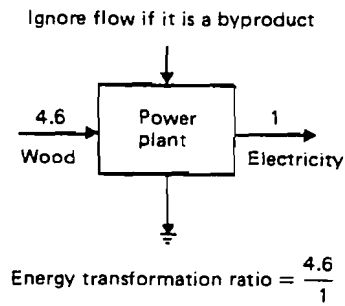 Ignore flow if it is a byproduct
4.6
Wood
Power
plant
1
Electricity
Energy transformation ratio = 4.6
1